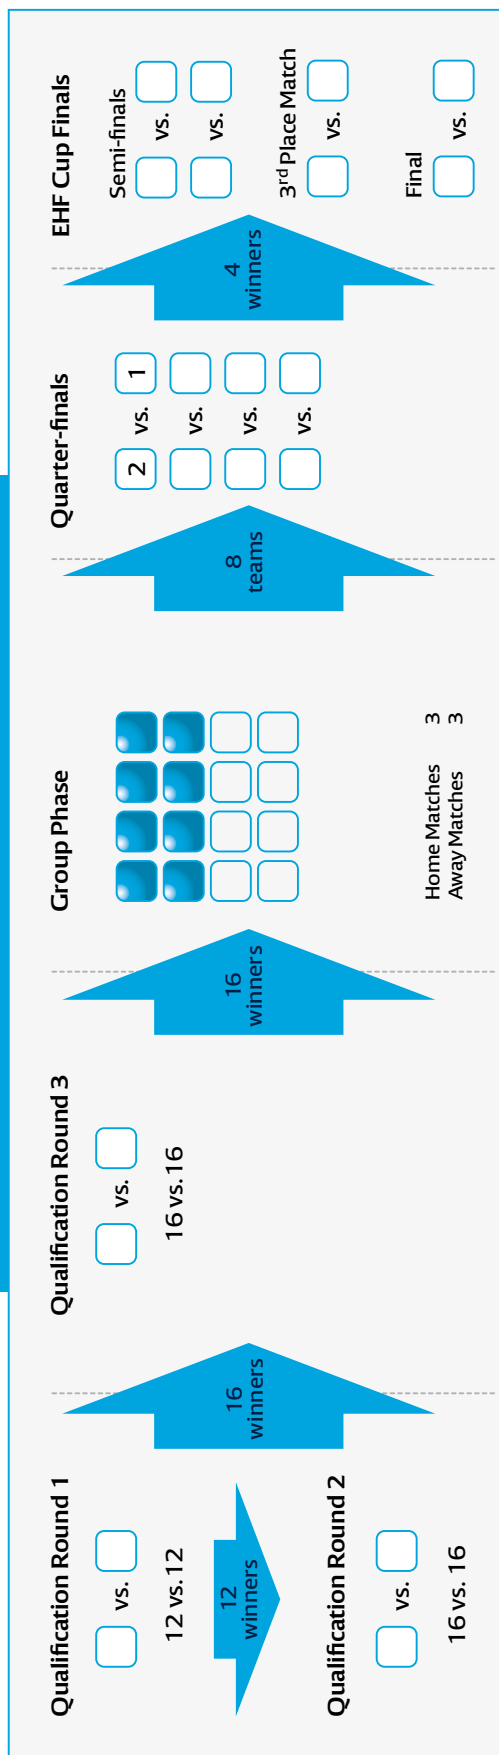 Qualification Round 1
vs.
12 vs. 12
12
winners
Qualification Round 2
vs.
16 vs. 16
16
winners
Qualification Round 3
vs.
16 vs. 16
16
winners
Group Phase
Home Matches 3
Away Matches 3
8
teams
Quarter-finals
2 vs. 1
vs.
vs.
vs.
4
winners
EHF Cup Finals
Semi-finals
vs.
vs.
3rd Place Match
vs.
Final
vs.